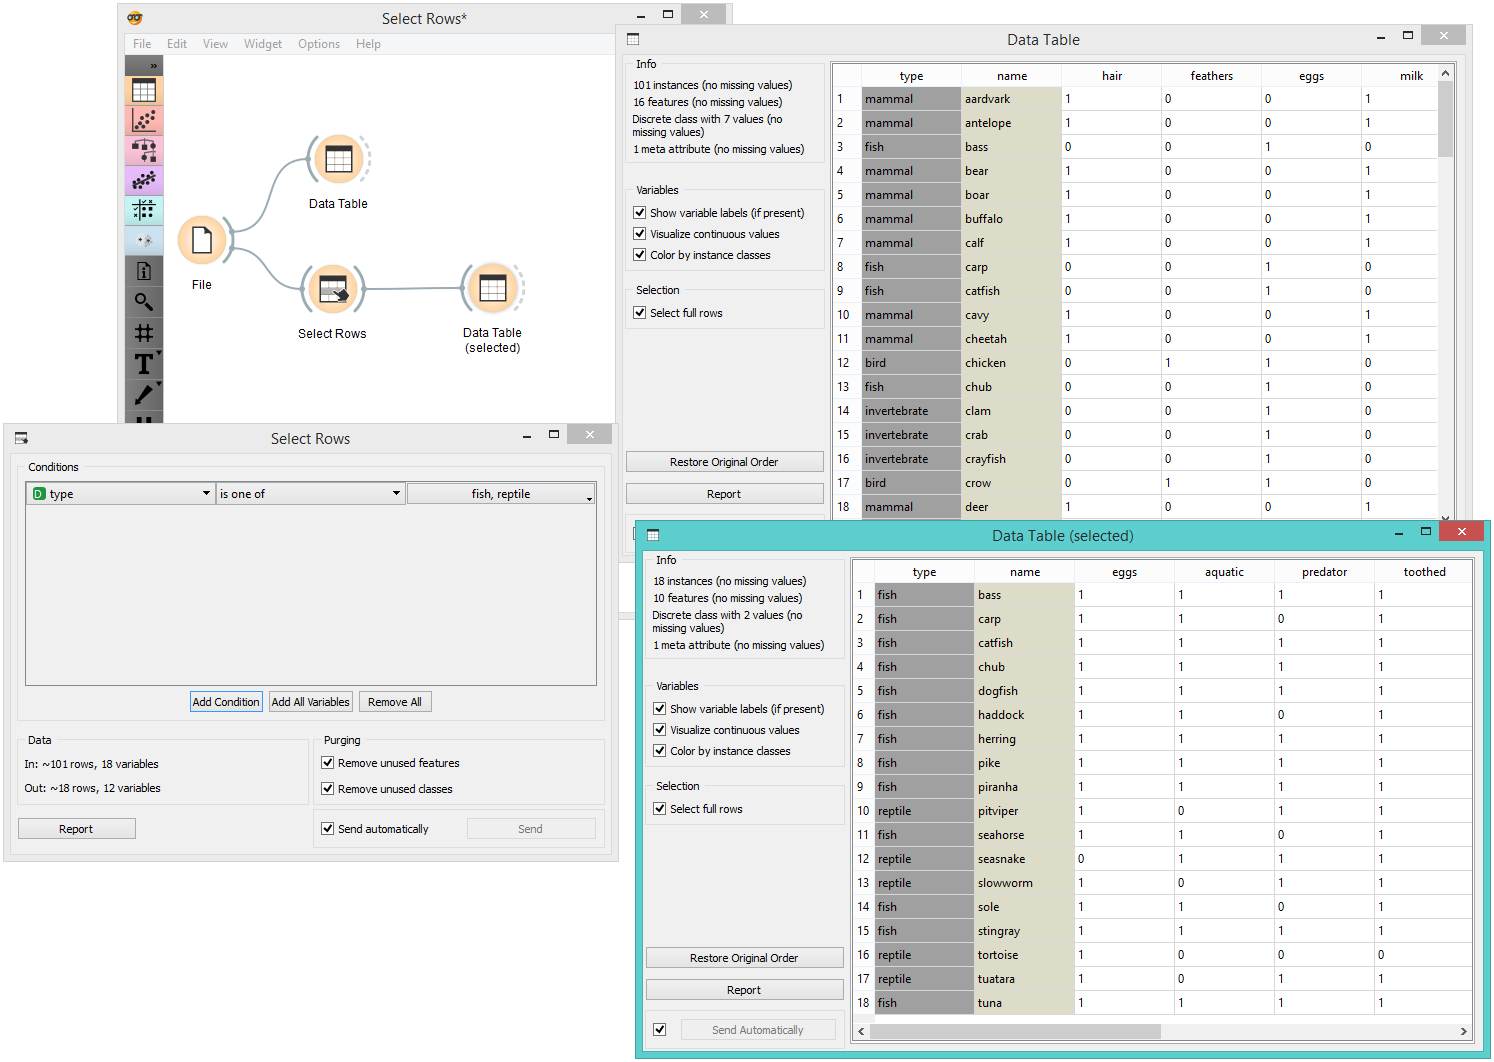 Select Rows*
File Edit View Widget Options Help
»
File
Data Table
Select Rows
Data Table
(selected)
T
Data Table
Info
101 instances (no missing values)
16 features (no missing values)
Discrete class with 7 values (no
missing values)
1 meta attribute (no missing values)
Variables
Show variable labels (if present)
Visualize continuous values
Color by instance classes
Selection
Select full rows
Restore Original Order
Report
type name hair feathers eggs milk
1 mammal aardvark 1 0 0 1
2 mammal antelope 1 0 0 1
3 fish bass 0 0 1 0
4 mammal bear 1 0 0 1
5 mammal boar 1 0 0 1
6 mammal buffalo 1 0 0 1
7 mammal calf 1 0 0 1
8 fish carp 0 0 1 0
9 fish catfish 0 0 1 0
10 mammal cavy 1 0 0 1
11 mammal cheetah 1 0 0 1
12 bird chicken 0 1 1 0
13 fish chub 0 0 1 0
14 invertebrate clam 0 0 1 0
15 invertebrate crab 0 0 1 0
16 invertebrate crayfish 0 0 1 0
17 bird crow 0 1 1 0
18 mammal deer 1 0 0 1
Select Rows
Conditions
D type is one of fish, reptile
Add Condition Add All Variables Remove All
Data
In: ~101 rows, 18 variables
Out: ~18 rows, 12 variables
Report
Purging
Remove unused features
Remove unused classes
Send automatically Send
Data Table (selected)
Info
18 instances (no missing values)
10 features (no missing values)
Discrete class with 2 values (no
missing values)
1 meta attribute (no missing values)
Variables
Show variable labels (if present)
Visualize continuous values
Color by instance classes
Selection
Select full rows
Restore Original Order
Report
Send Automatically
type name eggs aquatic predator toothed
1 fish bass 1 1 1 1
2 fish carp 1 1 0 1
3 fish catfish 1 1 1 1
4 fish chub 1 1 1 1
5 fish dogfish 1 1 1 1
6 fish haddock 1 1 0 1
7 fish herring 1 1 1 1
8 fish pike 1 1 1 1
9 fish piranha 1 1 1 1
10 reptile pitviper 1 0 1 1
11 fish seahorse 1 1 0 1
12 reptile seasnake 0 1 1 1
13 reptile slowworm 1 0 1 1
14 fish sole 1 1 0 1
15 fish stingray 1 1 1 1
16 reptile tortoise 1 0 0 0
17 reptile tuatara 1 0 1 1
18 fish tuna 1 1 1 1